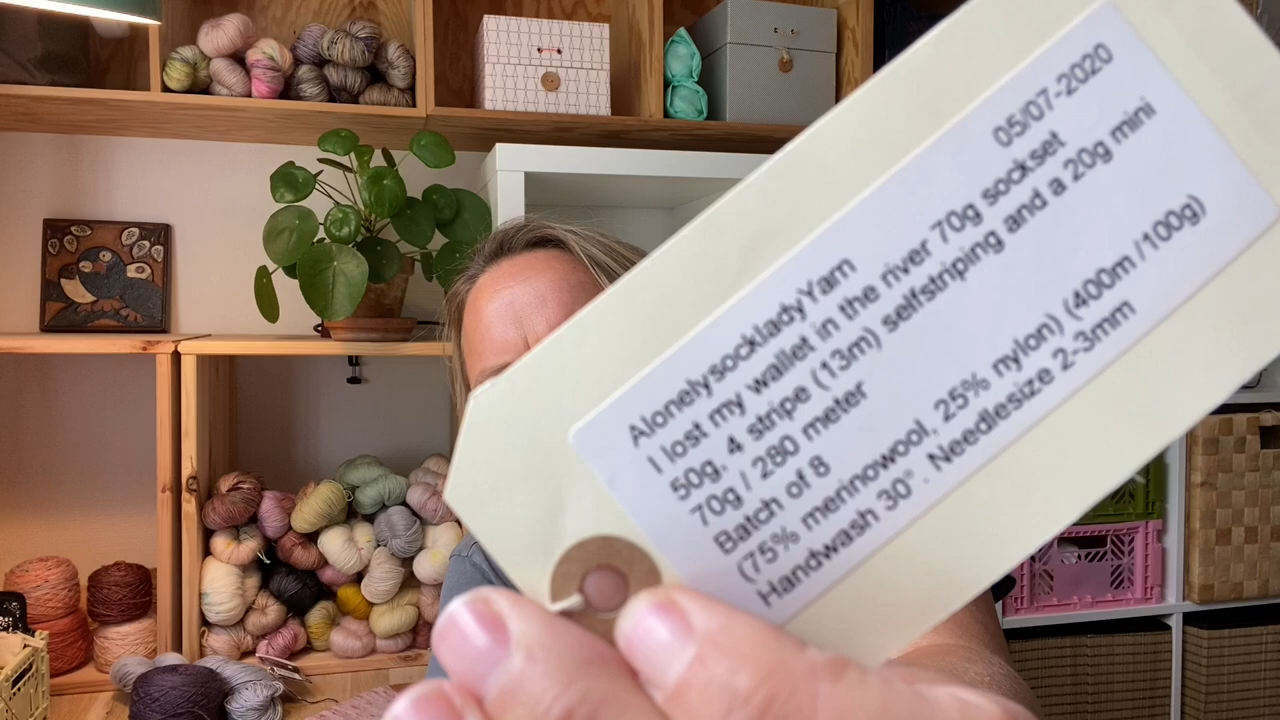 05/07-2020
AlonelysockladyYarn
I lost my wallet in the river 70g sockset
50g, 4 stripe (13m) selfstriping and a 20g mini
70g / 280 meter
Batch of 8
(75% merinowool, 25% nylon) (400m /100g)
Handwash 30°. Needlesize 2-3mm